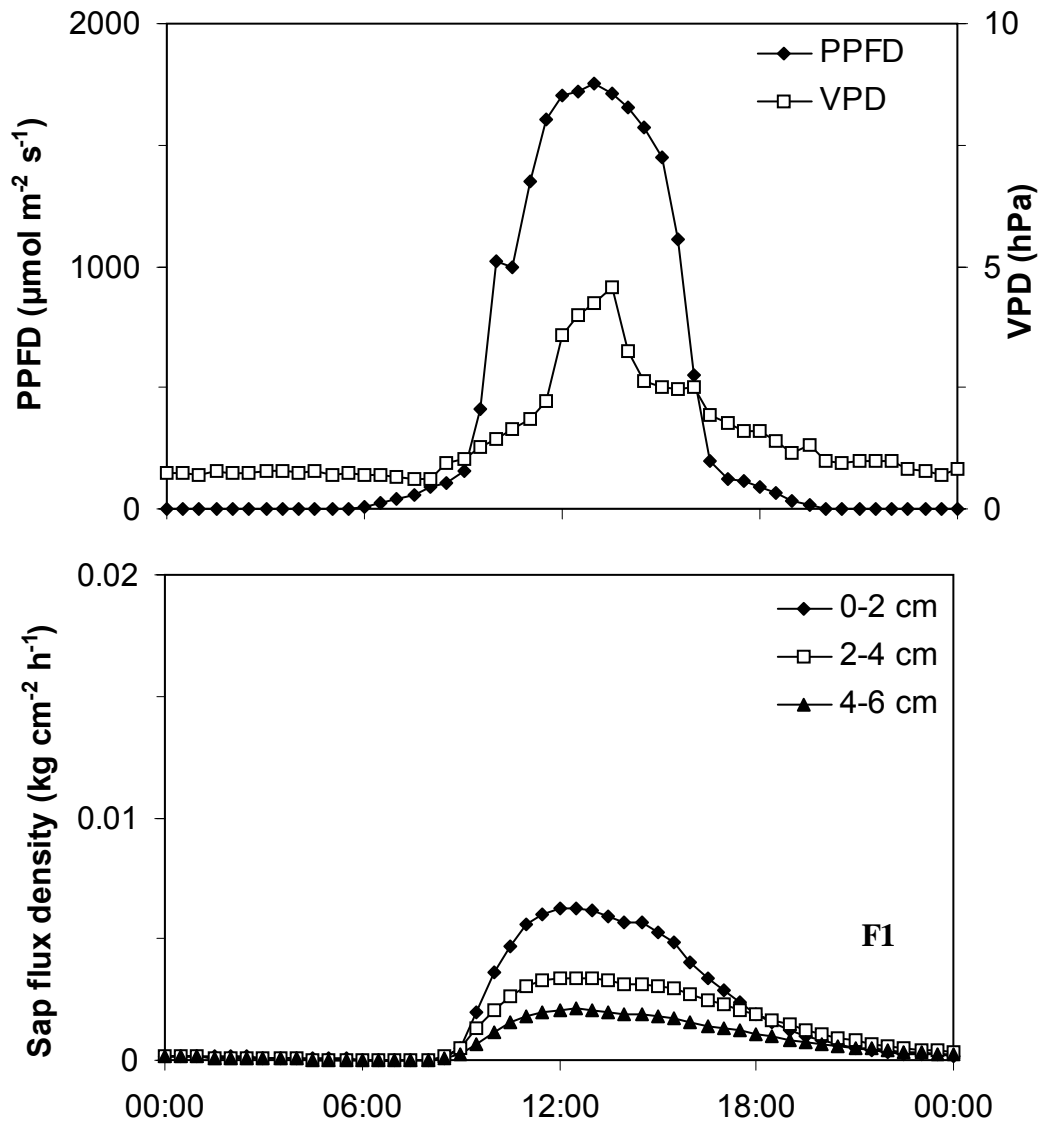 2000
10
PPFD
VPD
PPFD (µmol m-2 s-1)
1000
5
VPD (hPa)
0
0
0.02
0-2 cm
2-4 cm
4-6 cm
Sap flux density (kg cm-2 h-1)
0.01
F1
0
00:00 06:00 12:00 18:00 00:00